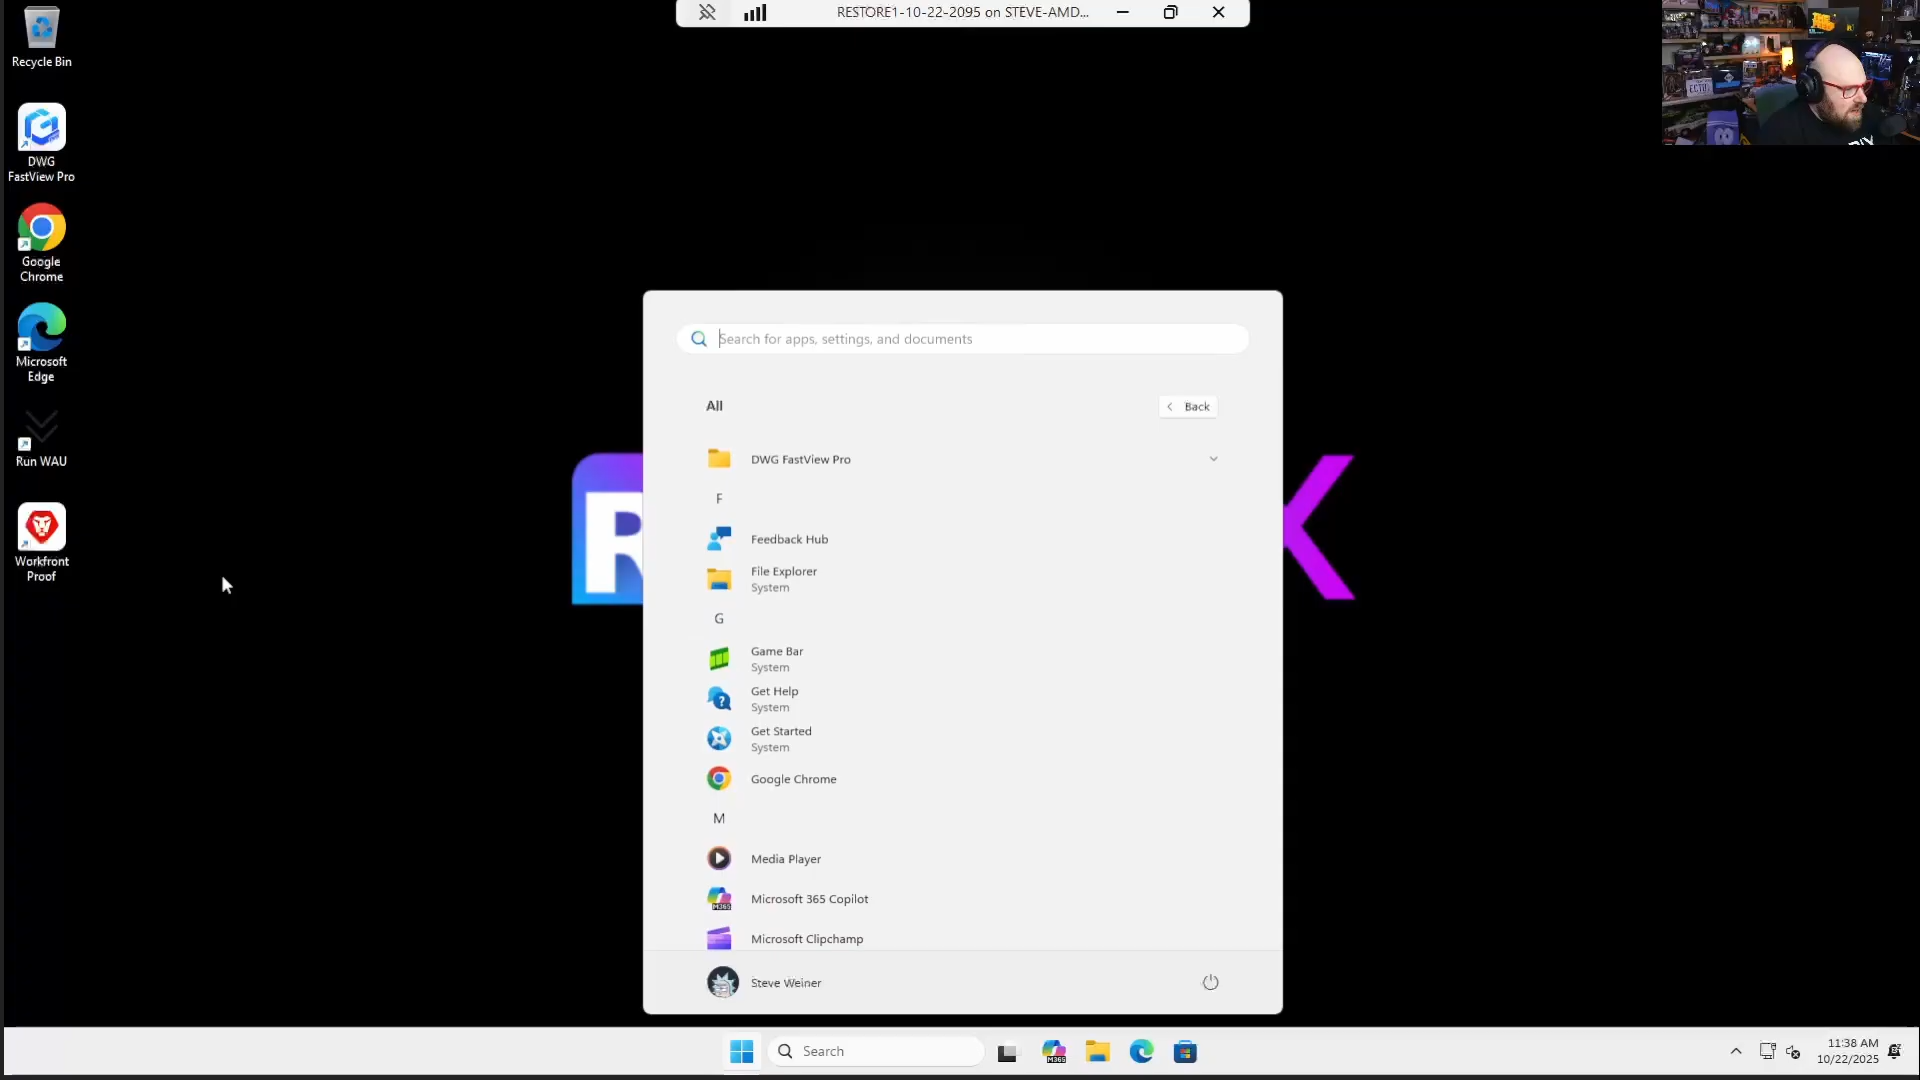 RESTORE1-10-22-2095 on STEVE-AMD...
Recycle Bin
DWG
FastView Pro
Google
Chrome
Microsoft
Edge
Run WAU
Workfront
Proof
ECTO
Search for apps, settings, and documents
All
Back
DWG FastView Pro
F
Feedback Hub
File Explorer
System
G
Game Bar
System
Get Help
System
Get Started
System
Google Chrome
M
Media Player
M365
Microsoft 365 Copilot
Microsoft Clipchamp
Steve Weiner
R
K
Search
M365
11:38 AM
10/22/2025